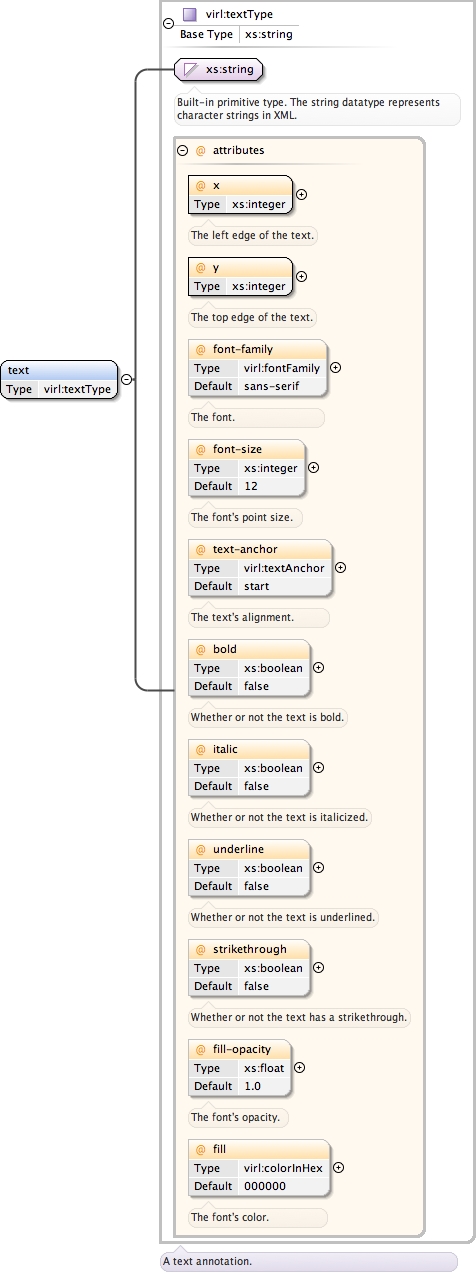 virl:textType
Base Type xs:string
xs:string
Built-in primitive type. The string datatype represents
character strings in XML.
@ attributes
@ x
Type xs:integer
The left edge of the text.
@ y
Type xs:integer
The top edge of the text.
text
Type virl:textType
@ font-family
Type virl:fontFamily
Default sans-serif
The font.
@ font-size
Type xs:integer
Default 12
The font's point size.
@ text-anchor
Type virl:textAnchor
Default start
The text's alignment.
@ bold
Type xs:boolean
Default false
Whether or not the text is bold.
@ italic
Type xs:boolean
Default false
Whether or not the text is italicized.
@ underline
Type xs:boolean
Default false
Whether or not the text is underlined.
@ strikethrough
Type xs:boolean
Default false
Whether or not the text has a strikethrough.
@ fill-opacity
Type xs:float
Default 1.0
The font's opacity.
@ fill
Type virl:colorInHex
Default 000000
The font's color.
A text annotation.